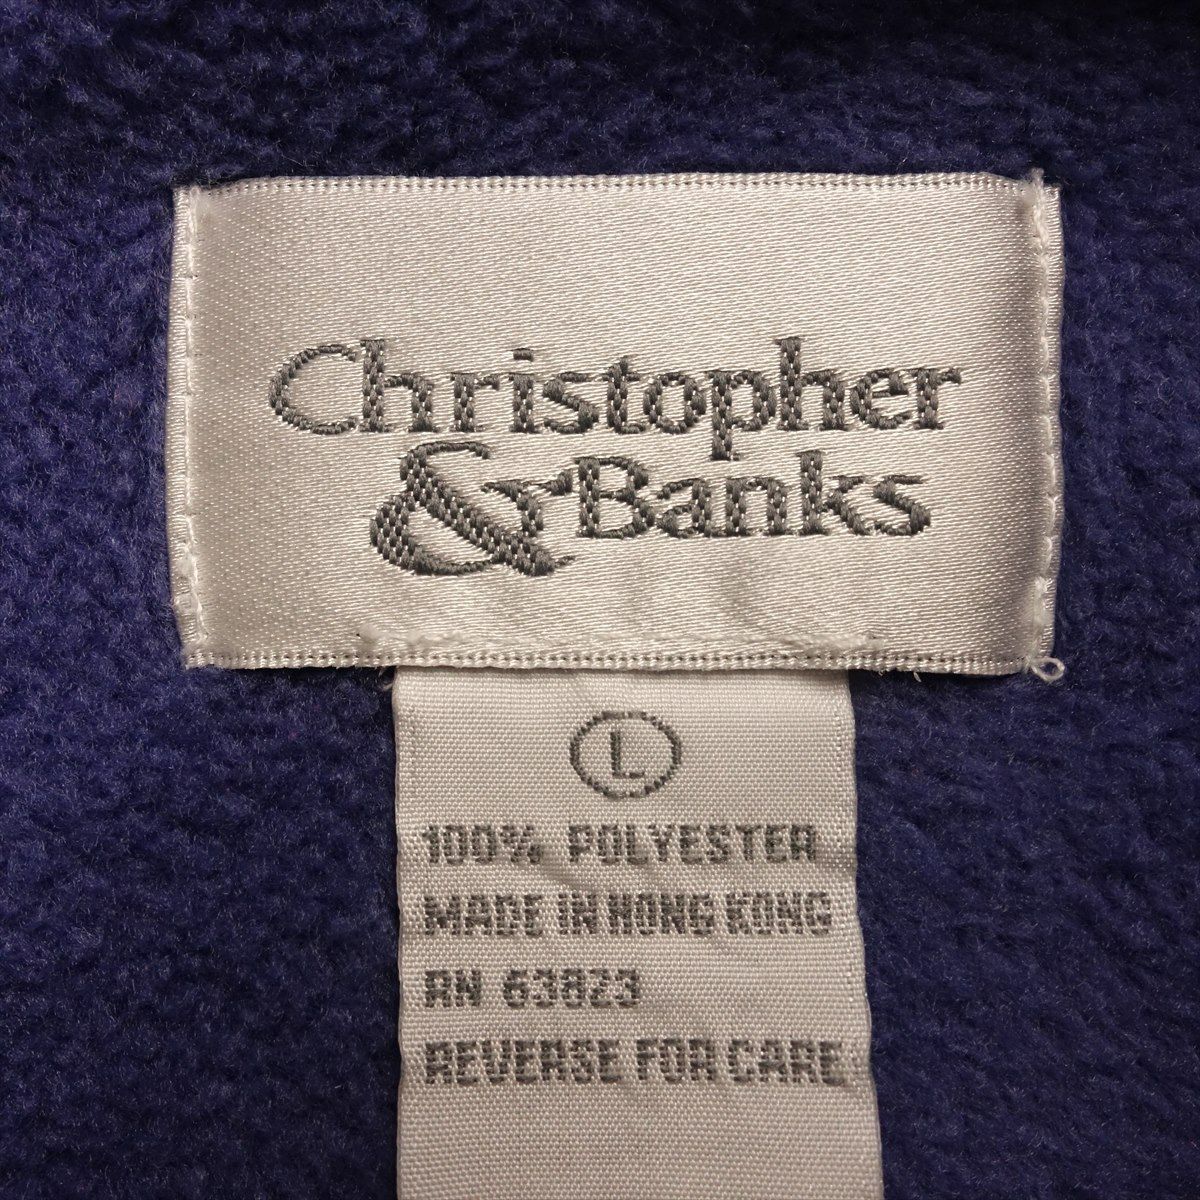 Christopher
& Banks
L
100% POLYESTER
MADE IN HONG KONG
RN 63823
REVERSE FOR CARE